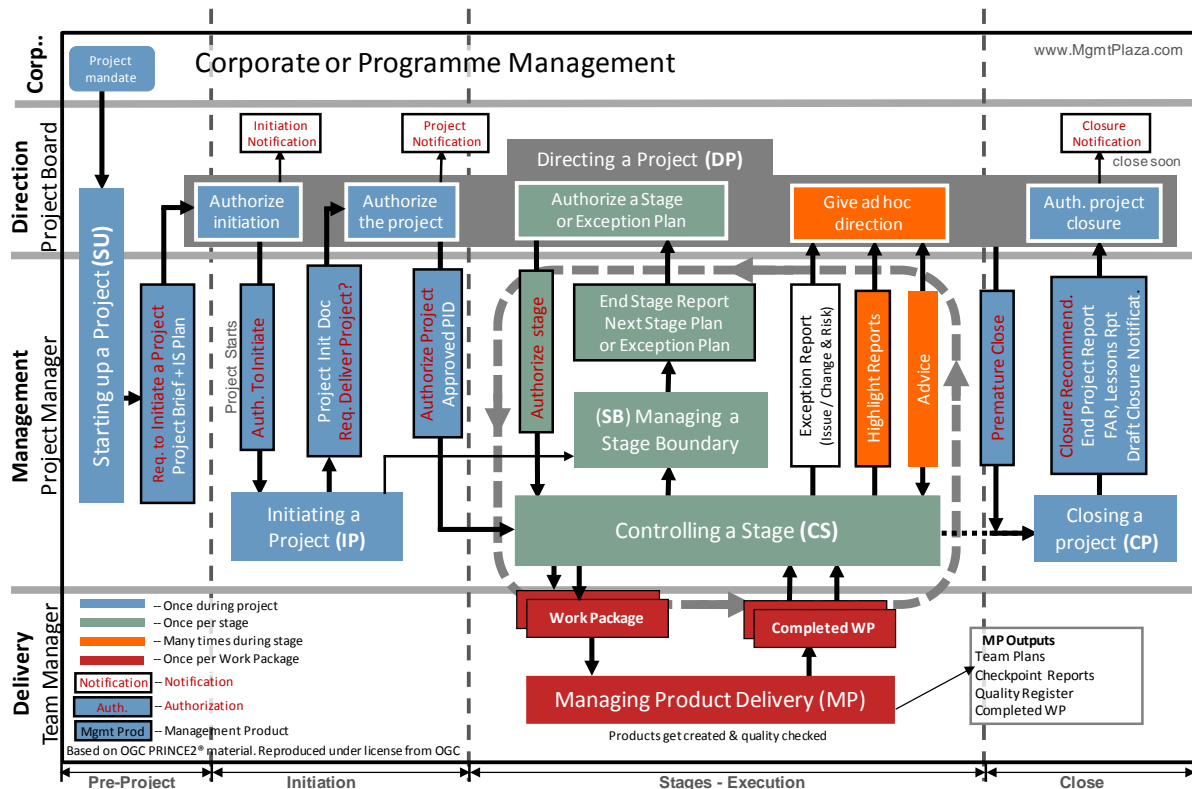 Corp..
Project
mandate
Corporate or Programme Management
www.MgmtPlaza.com
Direction
Project Board
Initiation
Notification
Project
Notification
Closure
Notification
close soon
Directing a Project (DP)
Authorize
initiation
Authorize
the project
Authorize a Stage
or Exception Plan
Give ad hoc
direction
Auth. project
closure
Management
Project Manager
Starting up a Project (SU)
Req. to Initiate a Project
Project Brief + IS Plan
Project Starts
Auth. To Initiate
Project Init Doc
Req. Deliver Project?
Authorize Project
Approved PID
Authorize stage
End Stage Report
Next Stage Plan
or Exception Plan
(SB) Managing a
Stage Boundary
Exception Report
(Issue /Change & Risk)
Highlight Reports
Advice
Premature Close
Closure Recommend.
End Project Report
FAR, Lessons Rpt
Draft Closure Notificat.
Initiating a
Project (IP)
Controlling a Stage (CS)
Closing a
project (CP)
Delivery
Team Manager
-- Once during project
-- Once per stage
-- Many times during stage
-- Once per Work Package
Notification -- Notification
Auth. -- Authorization
Mgmt Prod -- Management Product
Based on OGC PRINCE2® material. Reproduced under license from OGC
Work Package
Completed WP
Managing Product Delivery (MP)
Products get created & quality checked
MP Outputs
Team Plans
Checkpoint Reports
Quality Register
Completed WP
Pre-Project
Initiation
Stages - Execution
Close